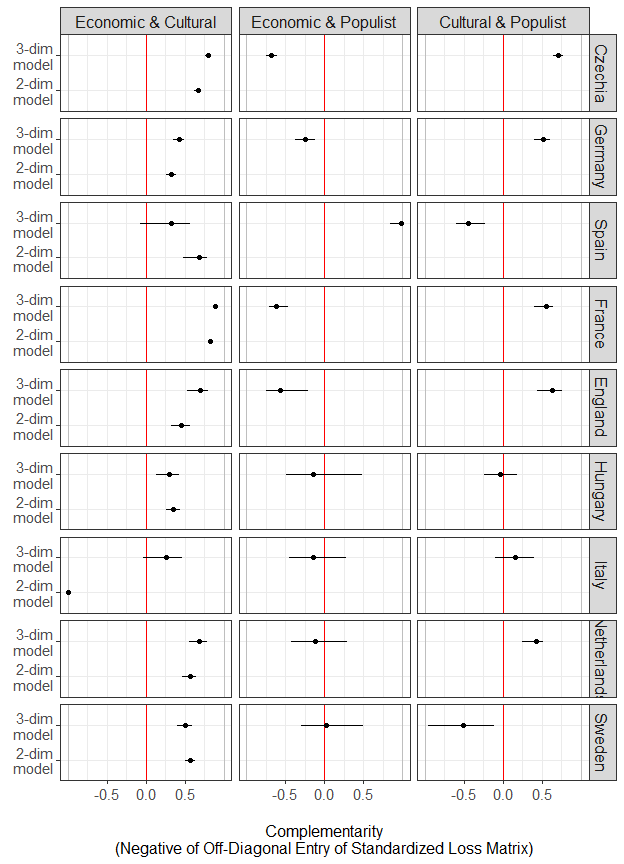 Economic & Cultural
Economic & Populist
Cultural & Populist
3-dim
model
2-dim
model
Czechia
3-dim
model
2-dim
model
Germany
3-dim
model
2-dim
model
Spain
3-dim
model
2-dim
model
France
3-dim
model
2-dim
model
England
3-dim
model
2-dim
model
Hungary
3-dim
model
2-dim
model
Italy
3-dim
model
2-dim
model
Netherlands
3-dim
model
2-dim
model
Sweden
-0.5 0.0 0.5
-0.5 0.0 0.5
-0.5 0.0 0.5
Complementarity
(Negative of Off-Diagonal Entry of Standardized Loss Matrix)